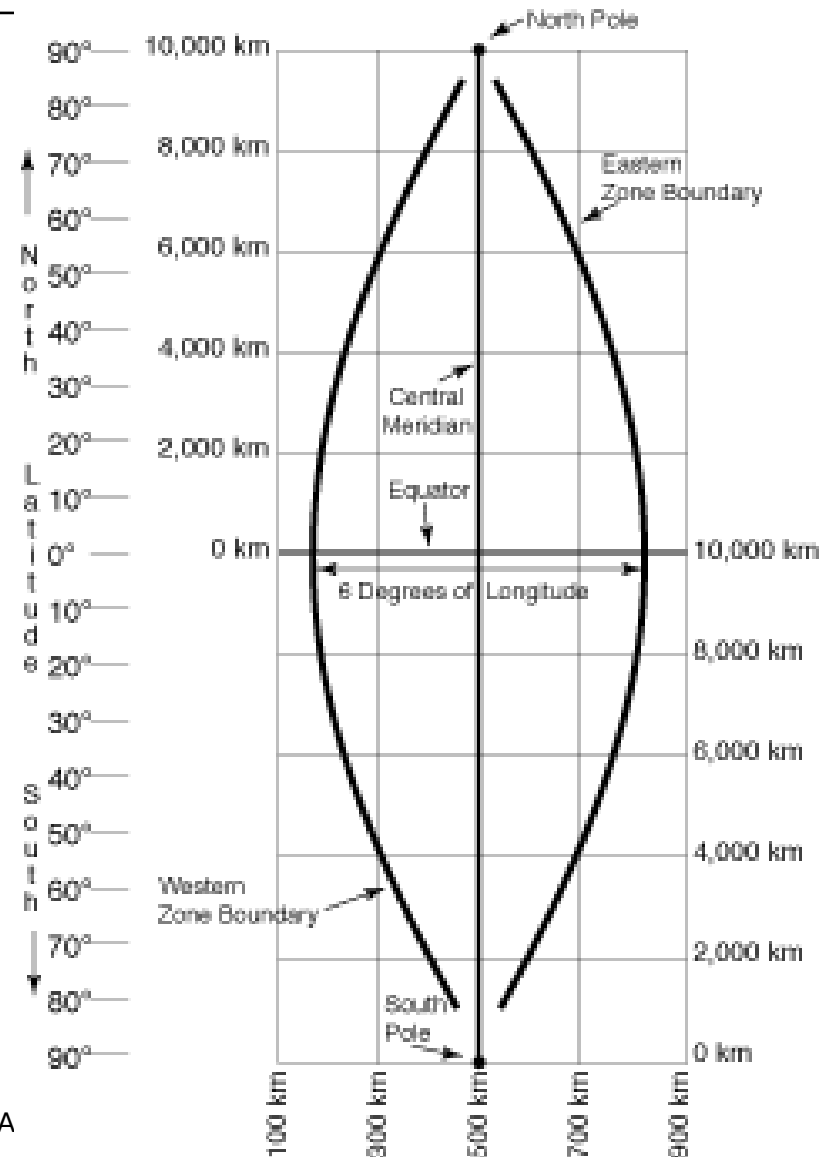 North Pole
90° 10,000 km
80°
8,000 km
70°
Eastern
Zone Boundary
60°
6,000 km
North
50°
40°
4,000 km
30°
Central
Meridian
20°
2,000 km
Latitude
10°
Equator
0° 0 km 10,000 km
6 Degrees of Longitude
10°
20° 8,000 km
30°
40° 6,000 km
South
50° 4,000 km
60°
Western
Zone Boundary
70° 2,000 km
80°
South
Pole
90° 0 km
100 km 300 km 500 km 700 km 900 km
A